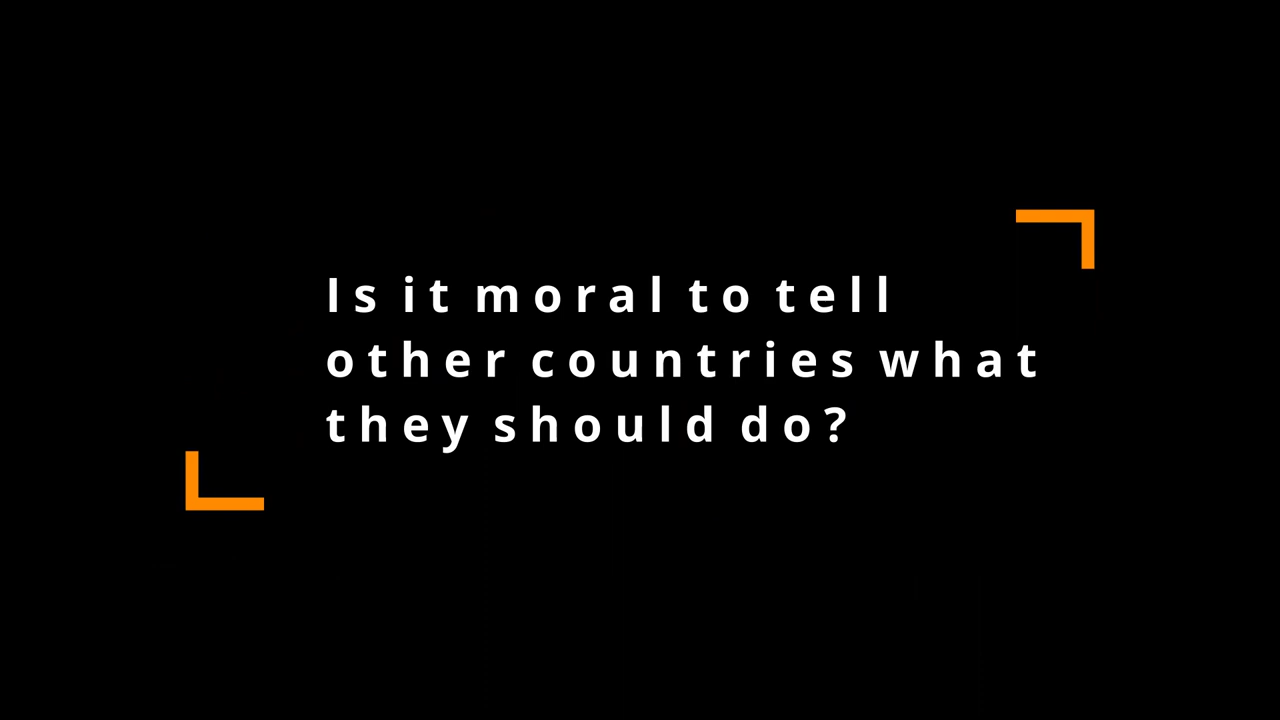 Is it moral to tell
other countries what
they should do?